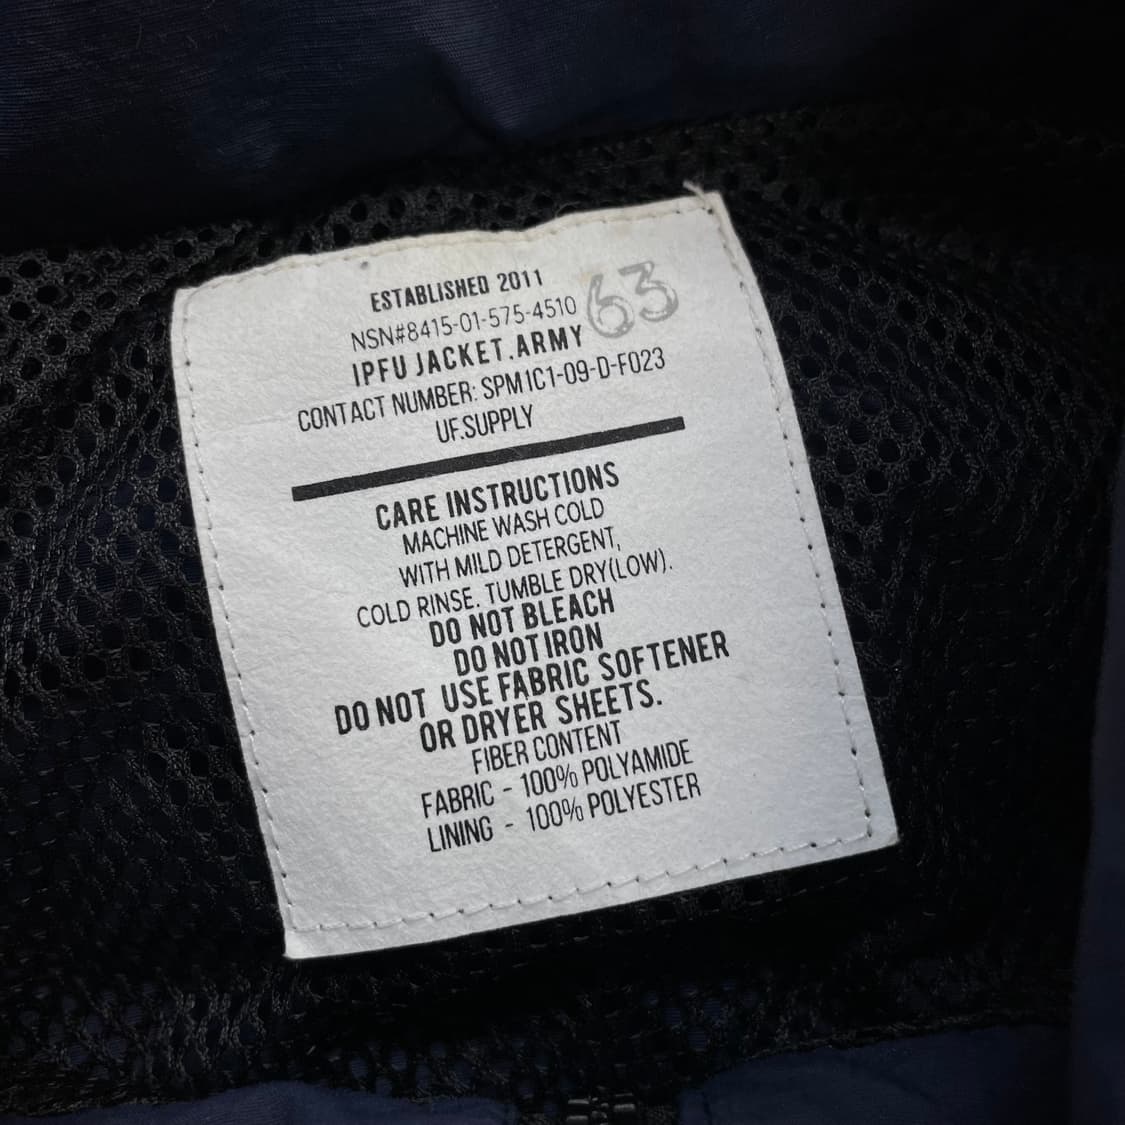 ESTABLISHED 2011
63
NSN#8415-01-575-4510
IPFU JACKET.ARMY
CONTACT NUMBER: SPM1C1-09-D-F023
UF.SUPPLY
CARE INSTRUCTIONS
MACHINE WASH COLD
WITH MILD DETERGENT,
COLD RINSE. TUMBLE DRY(LOW).
DO NOT BLEACH
DO NOT IRON
DO NOT USE FABRIC SOFTENER
OR DRYER SHEETS.
FIBER CONTENT
FABRIC - 100% POLYAMIDE
LINING - 100% POLYESTER